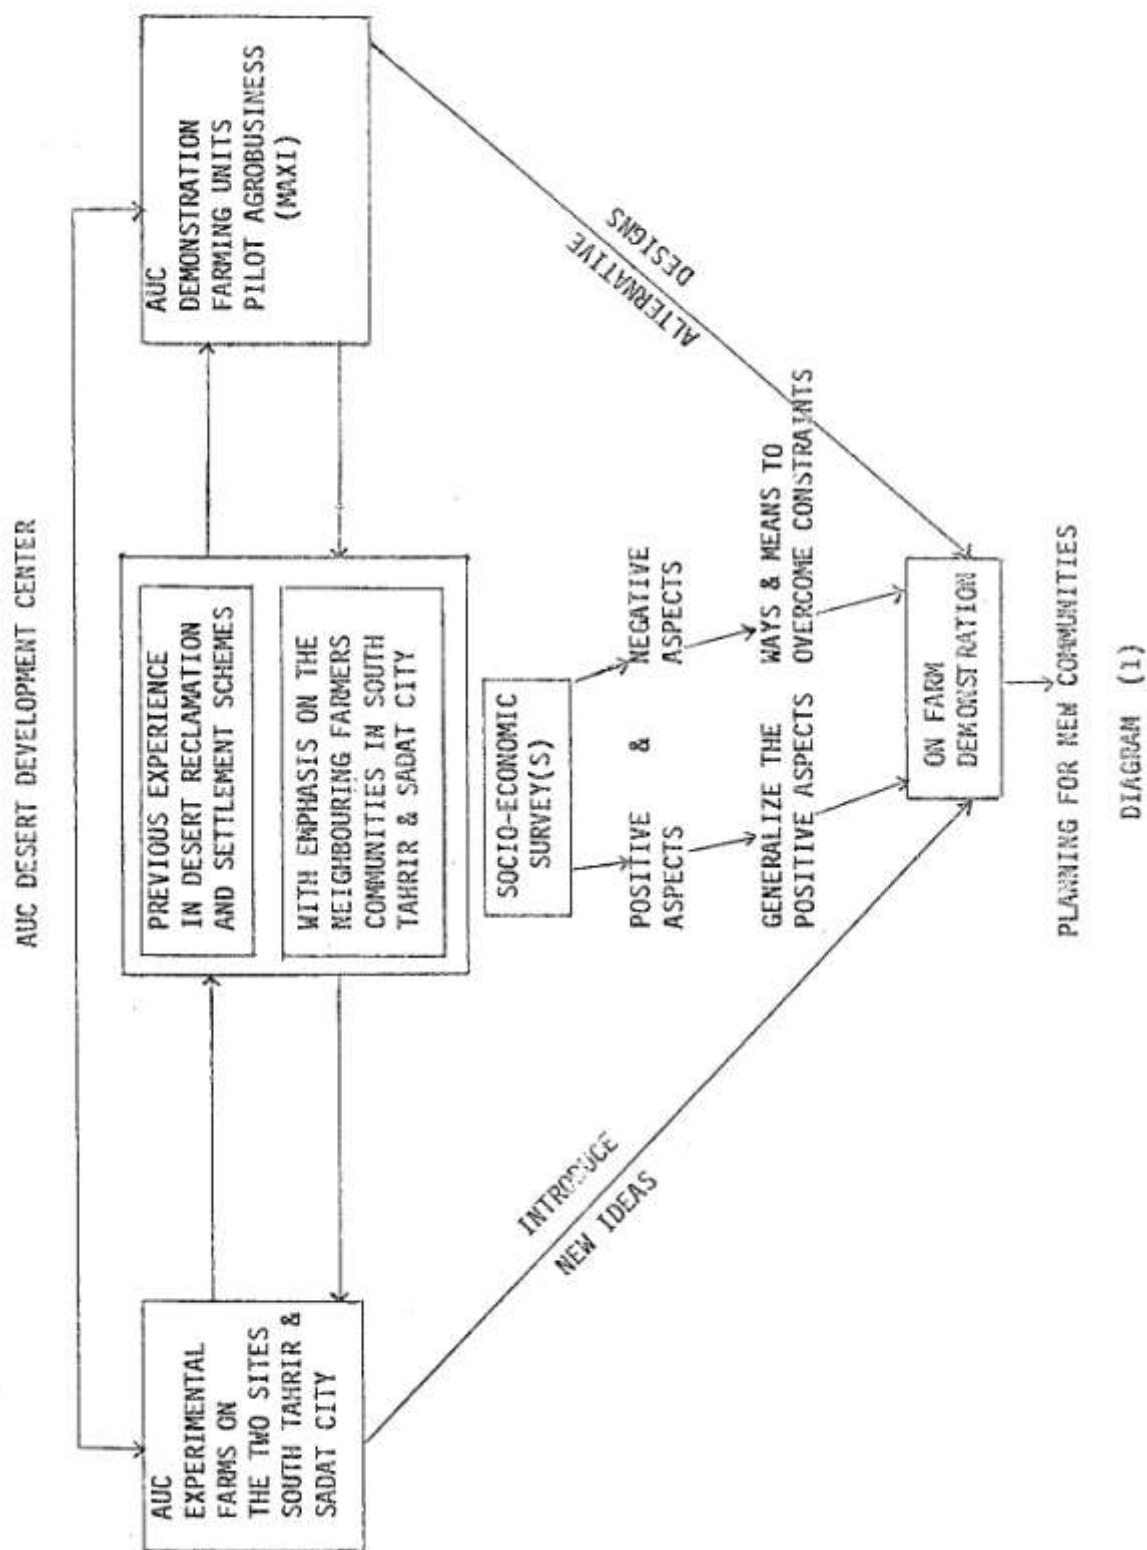 AUC DESERT DEVELOPMENT CENTER
AUC
EXPERIMENTAL
FARMS ON
THE TWO SITES
SOUTH TAHRIR &
SADAT CITY
PREVIOUS EXPERIENCE
IN DESERT RECLAMATION
AND SETTLEMENT SCHEMES
WITH EMPHASIS ON THE
NEIGHBOURING FARMERS
COMMUNITIES IN SOUTH
TAHRIR & SADAT CITY
AUC
DEMONSTRATION
FARMING UNITS
PILOT AGROBUSINESS
(MAXI)
SOCIO-ECONOMIC
SURVEY(S)
POSITIVE & NEGATIVE
ASPECTS ASPECTS
GENERALIZE THE WAYS & MEANS TO
POSITIVE ASPECTS OVERCOME CONSTRAINTS
INTRODUCE
NEW IDEAS
ALTERNATIVE
DESIGNS
ON FARM
DEMONSTRATION
PLANNING FOR NEW COMMUNITIES
DIAGRAM (1)